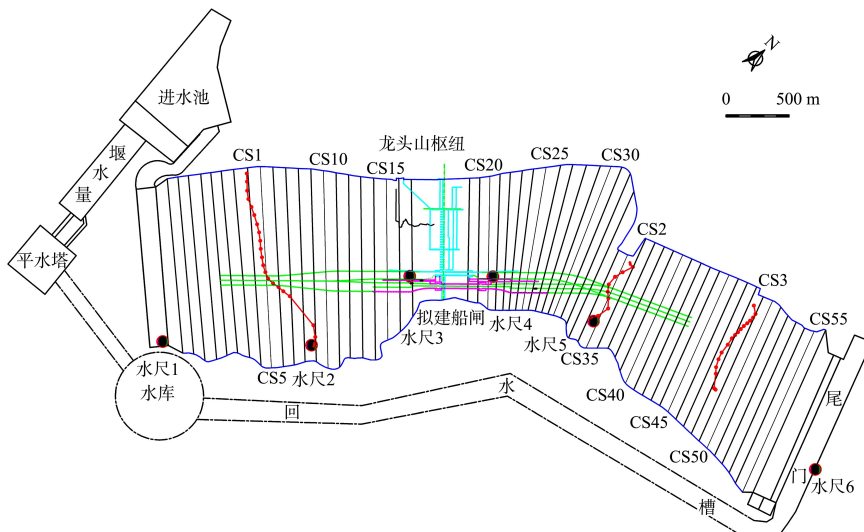 N
0 500 m
进水池
量水堰
平水塔
龙头山枢纽
CS1
CS10
CS15
CS20
CS25
CS30
CS2
CS3
CS55
拟建船闸
水尺1
水库
CS5
水尺2
水尺3
水尺4
水尺5
CS35
CS40
CS45
CS50
回水槽
尾门
水尺6